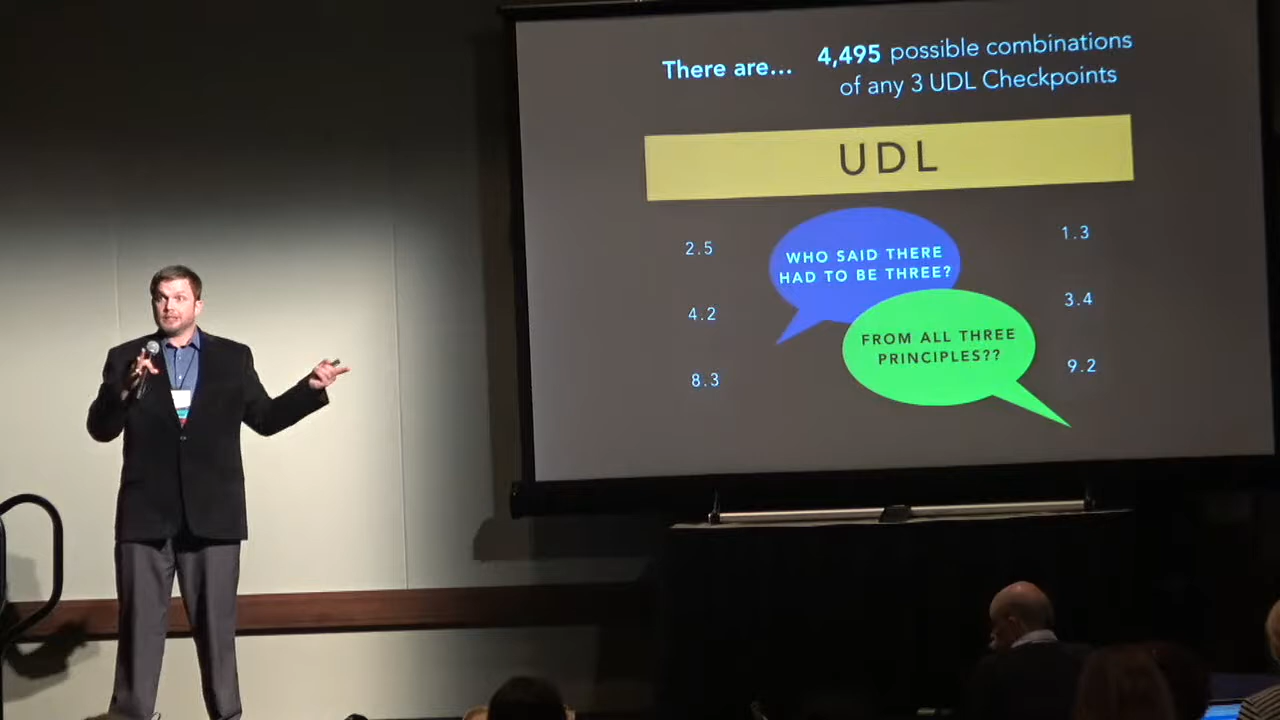 There are... 4,495 possible combinations
of any 3 UDL Checkpoints
UDL
2.5
WHO SAID THERE
HAD TO BE THREE?
1.3
4.2
FROM ALL THREE
PRINCIPLES??
3.4
8.3
9.2